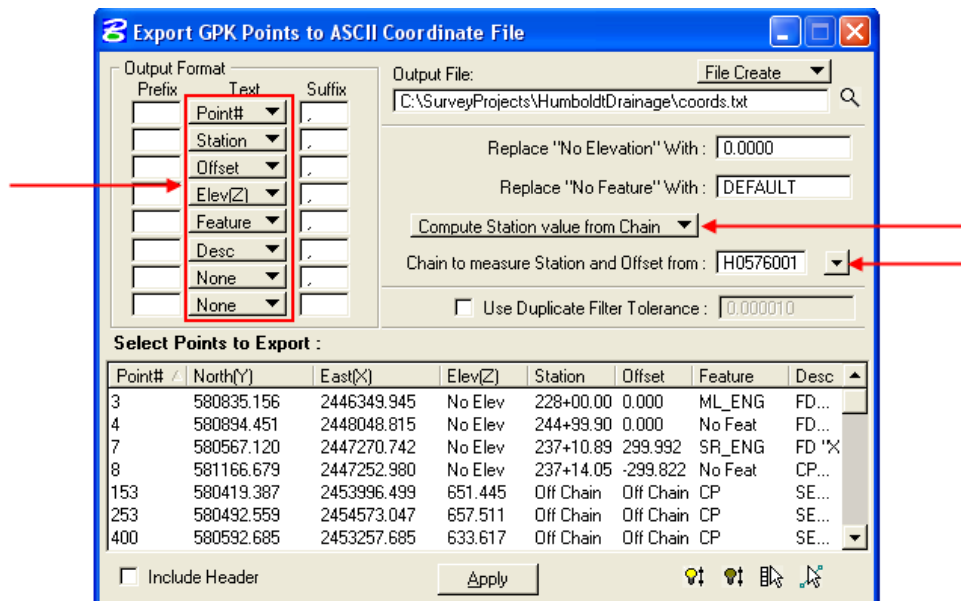 Export GPK Points to ASCII Coordinate File
Output Format
Prefix Text Suffix
Point# ,
Station ,
Offset ,
Elev(Z) ,
Feature ,
Desc ,
None ,
None ,
Output File: File Create
C:\SurveyProjects\HumboldtDrainage\coords.txt
Replace "No Elevation" With : 0.0000
Replace "No Feature" With : DEFAULT
Compute Station value from Chain
Chain to measure Station and Offset from : H0576001
Use Duplicate Filter Tolerance : 0.000010
Select Points to Export :
Point# North(Y) East(X) Elev(Z) Station Offset Feature Desc
3 580835.156 2446349.945 No Elev 228+00.00 0.000 ML_ENG FD...
4 580894.451 2448048.815 No Elev 244+99.90 0.000 No Feat FD...
7 580567.120 2447270.742 No Elev 237+10.89 299.992 SR_ENG FD "X
8 581166.679 2447252.980 No Elev 237+14.05 -299.822 No Feat CP...
153 580419.387 2453996.499 651.445 Off Chain Off Chain CP SE...
253 580492.559 2454573.047 657.511 Off Chain Off Chain CP SE...
400 580592.685 2453257.685 633.617 Off Chain Off Chain CP SE...
Include Header Apply